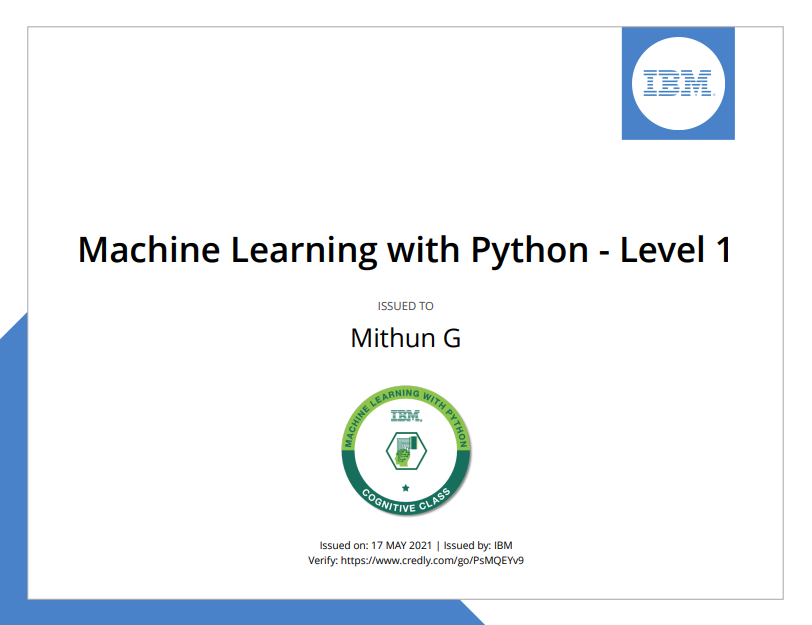 IBM
Machine Learning with Python - Level 1
ISSUED TO
Mithun G
MACHINE LEARNING WITH PYTHON
IBM
COGNITIVE CLASS
Issued on: 17 MAY 2021 | Issued by: IBM
Verify: https://www.credly.com/go/PsMQEYv9